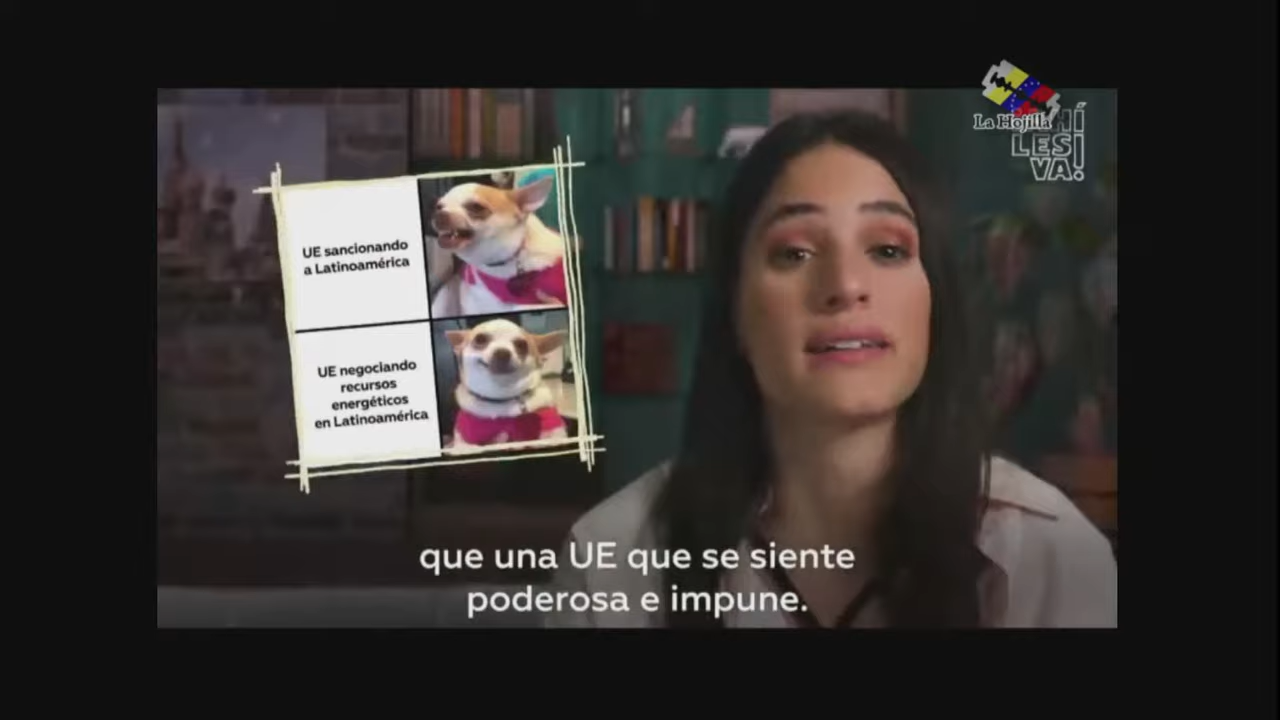 La Hojilla
¡AHÍ
LES
VA!
UE sancionando
a Latinoamérica
UE negociando
recursos
energéticos
en Latinoamérica
que una UE que se siente
poderosa e impune.